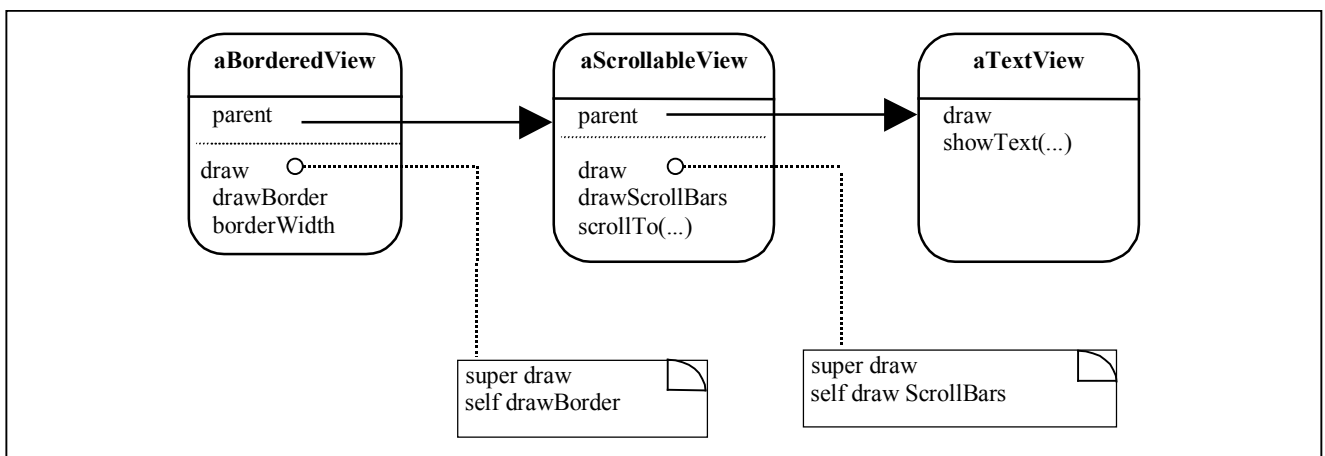 aBorderedView
parent
draw
drawBorder
borderWidth
aScrollableView
parent
draw
drawScrollBars
scrollTo(...)
aTextView
draw
showText(...)
super draw
self drawBorder
super draw
self draw ScrollBars